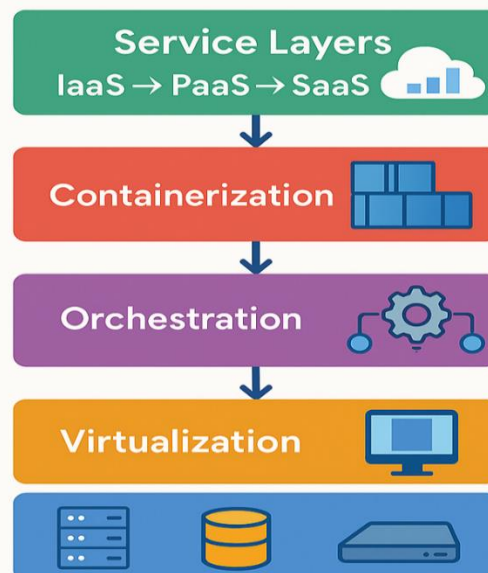 Service Layers
IaaS → PaaS → SaaS
Containerization
Orchestration
Virtualization